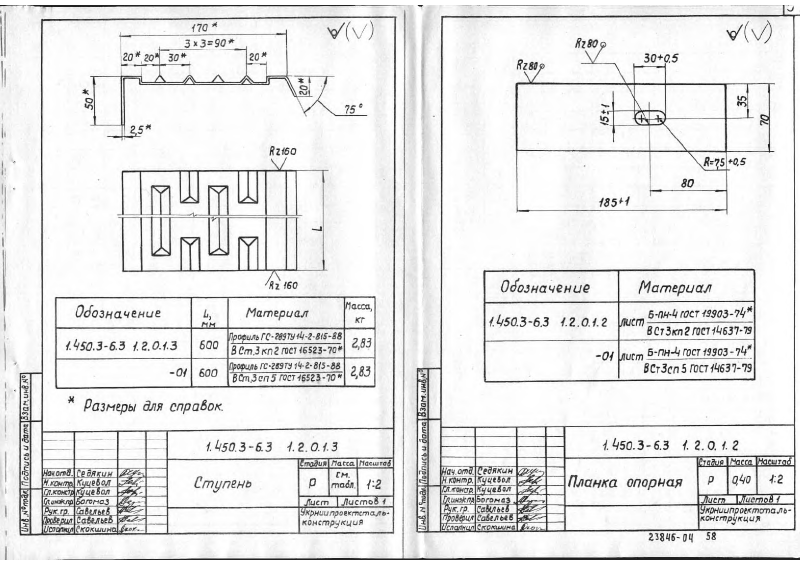 170*
3×3=90*
20* 20* 30* 20*
50*
20*
75°
2,5*
√(√)
Rz160
L
Rz 160
Обозначение L, мм Материал Масса, кг
1.450.3-6.3 1.2.0.1.3 600 Профиль ГС-289ТУ14-2-815-88 2,83
ВСт.3кп2 ГОСТ 16523-70*
-01 600 Профиль ГС-289ТУ14-2-815-88 2,83
ВСт.3сп5 ГОСТ 16523-70*
* Размеры для справок.
Взам.инв.№
Подпись и дата
Инв.№подл.
1.450.3-6.3 1.2.0.1.3
Ступень
Стадия Масса Масштаб
Р см. табл. 1:2
Лист Листов 1
Укрниипроектсталь-
конструкция
Нач.отд. Седякин
Н.контр. Куцевол
Гл.констр. Куцевол
Гл.инж.пр. Богомаз
Рук.гр. Савельев
Проверил Савельев
Исполнил Скокшина
√(√)
Rz80
Rz80
30+0,5
15±1
35
70
R=75+0,5
80
185±1
Обозначение Материал
1.450.3-6.3 1.2.0.1.2 лист Б-ПН-4 ГОСТ 19903-74*
ВСт3кп2 ГОСТ 14637-79
-01 лист Б-ПН-4 ГОСТ 19903-74*
ВСт3сп5 ГОСТ 14637-79
Взам.инв.№
Подпись и дата
Инв.№подл.
1.450.3-6.3 1.2.0.1.2
Планка опорная
Стадия Масса Масштаб
Р 0,40 1:2
Лист Листов 1
Укрниипроектсталь-
конструкция
Нач.отд. Седякин
Н.контр. Куцевол
Гл.констр. Куцевол
Гл.инж.пр. Богомаз
Рук.гр. Савельев
Проверил Савельев
Исполнил Скокшина
23846-04 58